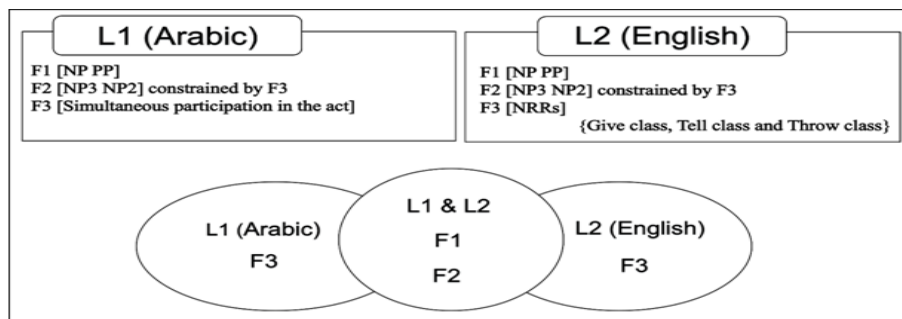 L1 (Arabic)
F1 [NP PP]
F2 [NP3 NP2] constrained by F3
F3 [Simultaneous participation in the act]
L2 (English)
F1 [NP PP]
F2 [NP3 NP2] constrained by F3
F3 [NRRs]
{Give class, Tell class and Throw class}
L1 (Arabic)
F3
L1 & L2
F1
F2
L2 (English)
F3